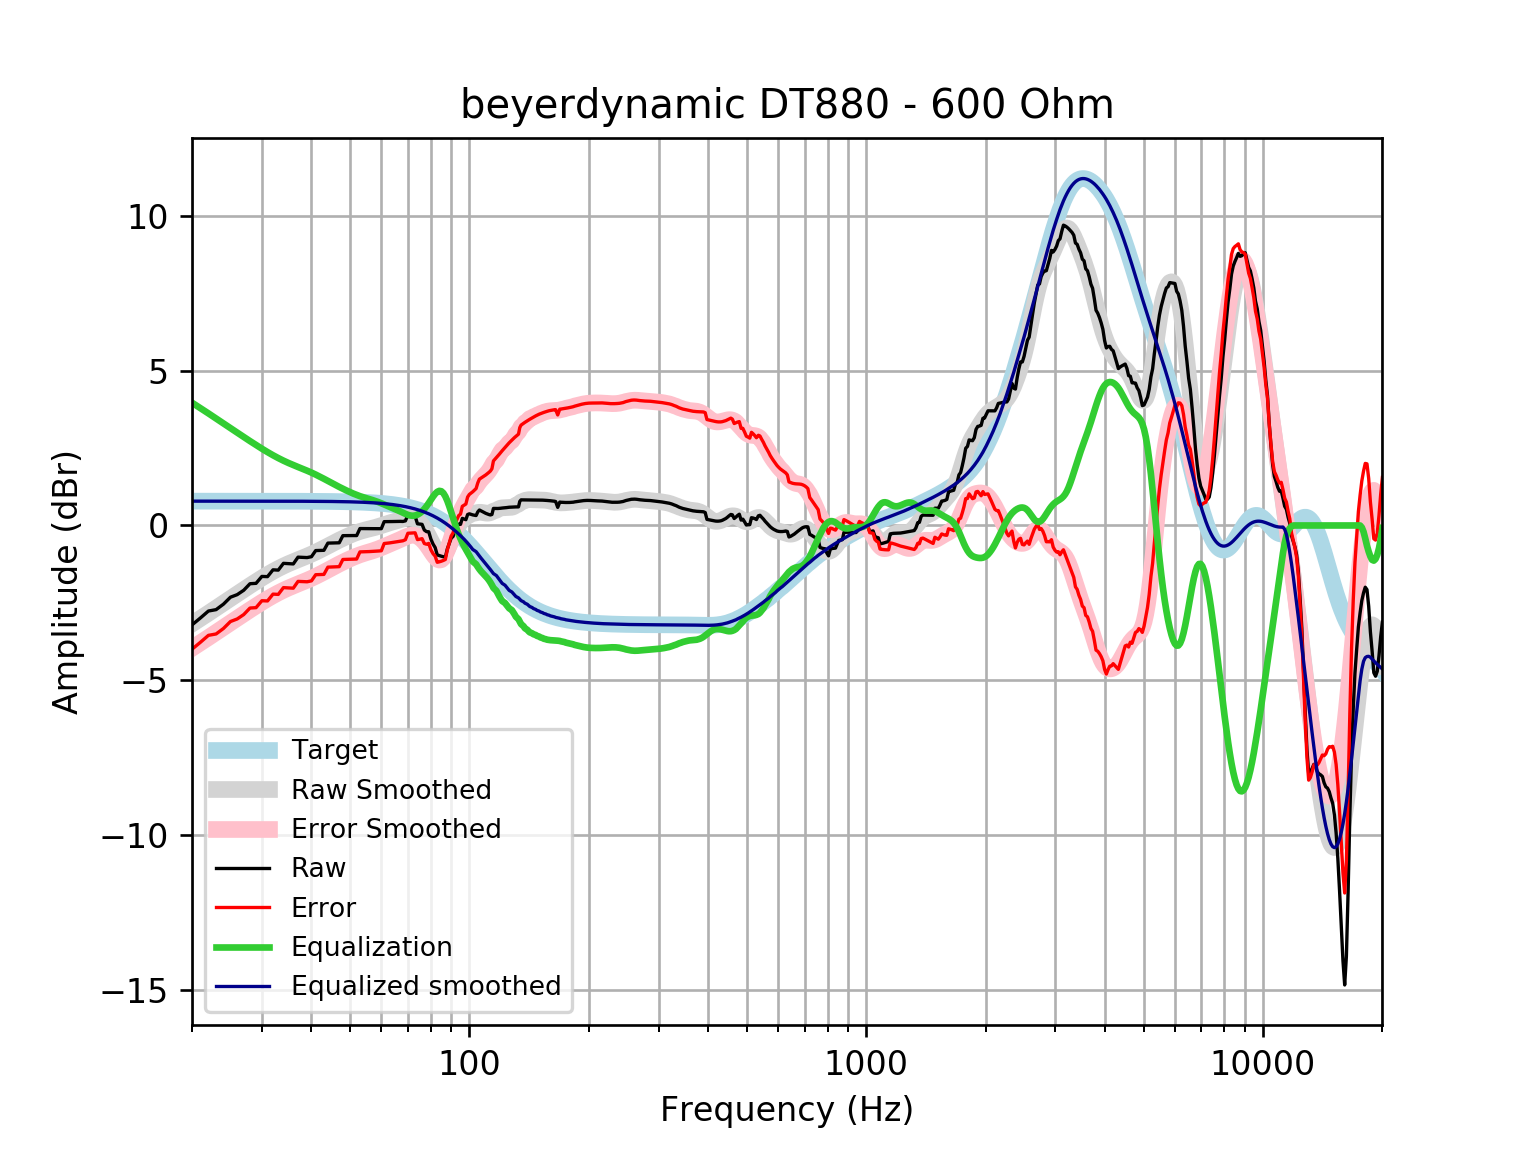 beyerdynamic DT880 - 600 Ohm
10
5
0
−5
−10
−15
Amplitude (dBr)
Target
Raw Smoothed
Error Smoothed
Raw
Error
Equalization
Equalized smoothed
100 1000 10000
Frequency (Hz)